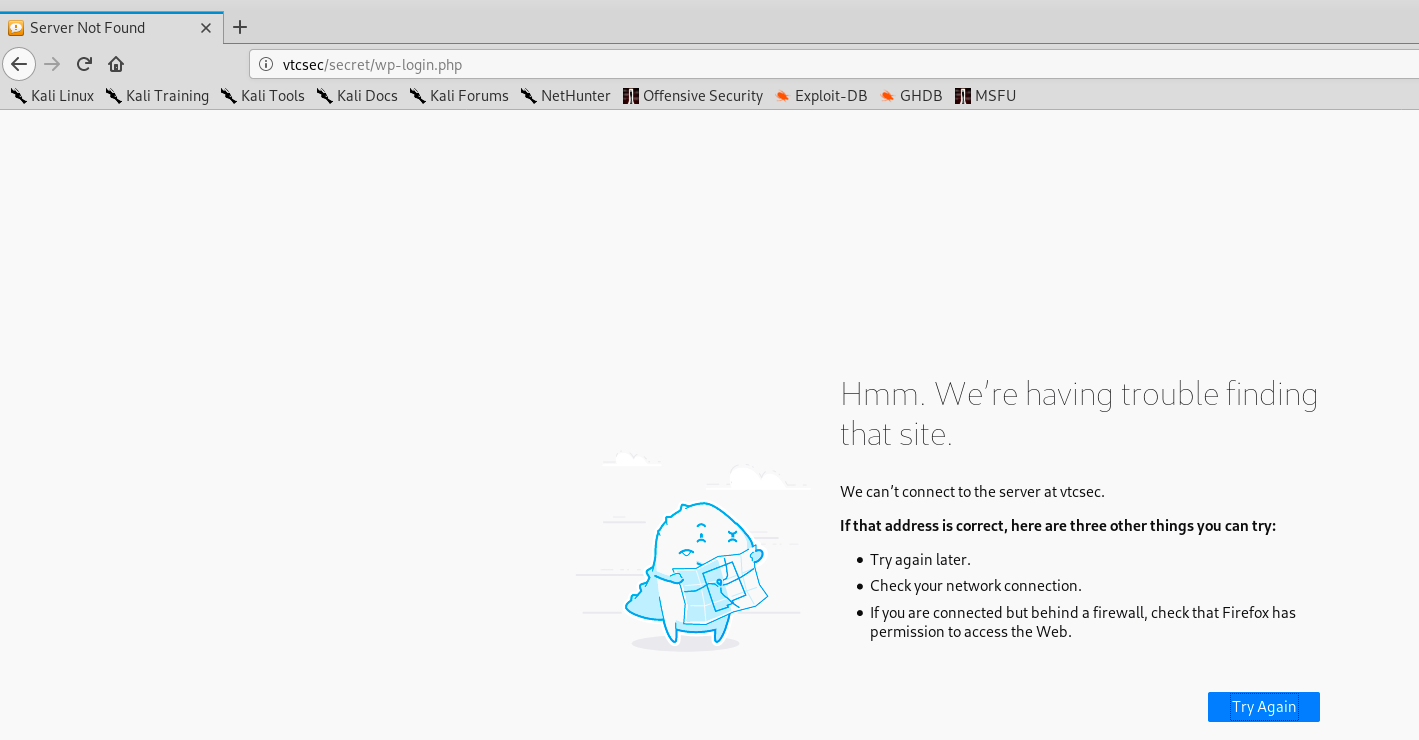 Server Not Found
vtcsec/secret/wp-login.php
Kali Linux Kali Training Kali Tools Kali Docs Kali Forums NetHunter Offensive Security Exploit-DB GHDB MSFU
Hmm. We’re having trouble finding
that site.
We can’t connect to the server at vtcsec.
If that address is correct, here are three other things you can try:
• Try again later.
• Check your network connection.
• If you are connected but behind a firewall, check that Firefox has
permission to access the Web.
Try Again